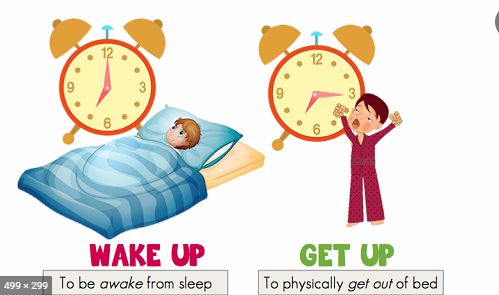 12
9
3
6
12
9
3
6
WAKE UP
GET UP
To be awake from sleep
To physically get out of bed
499 × 299